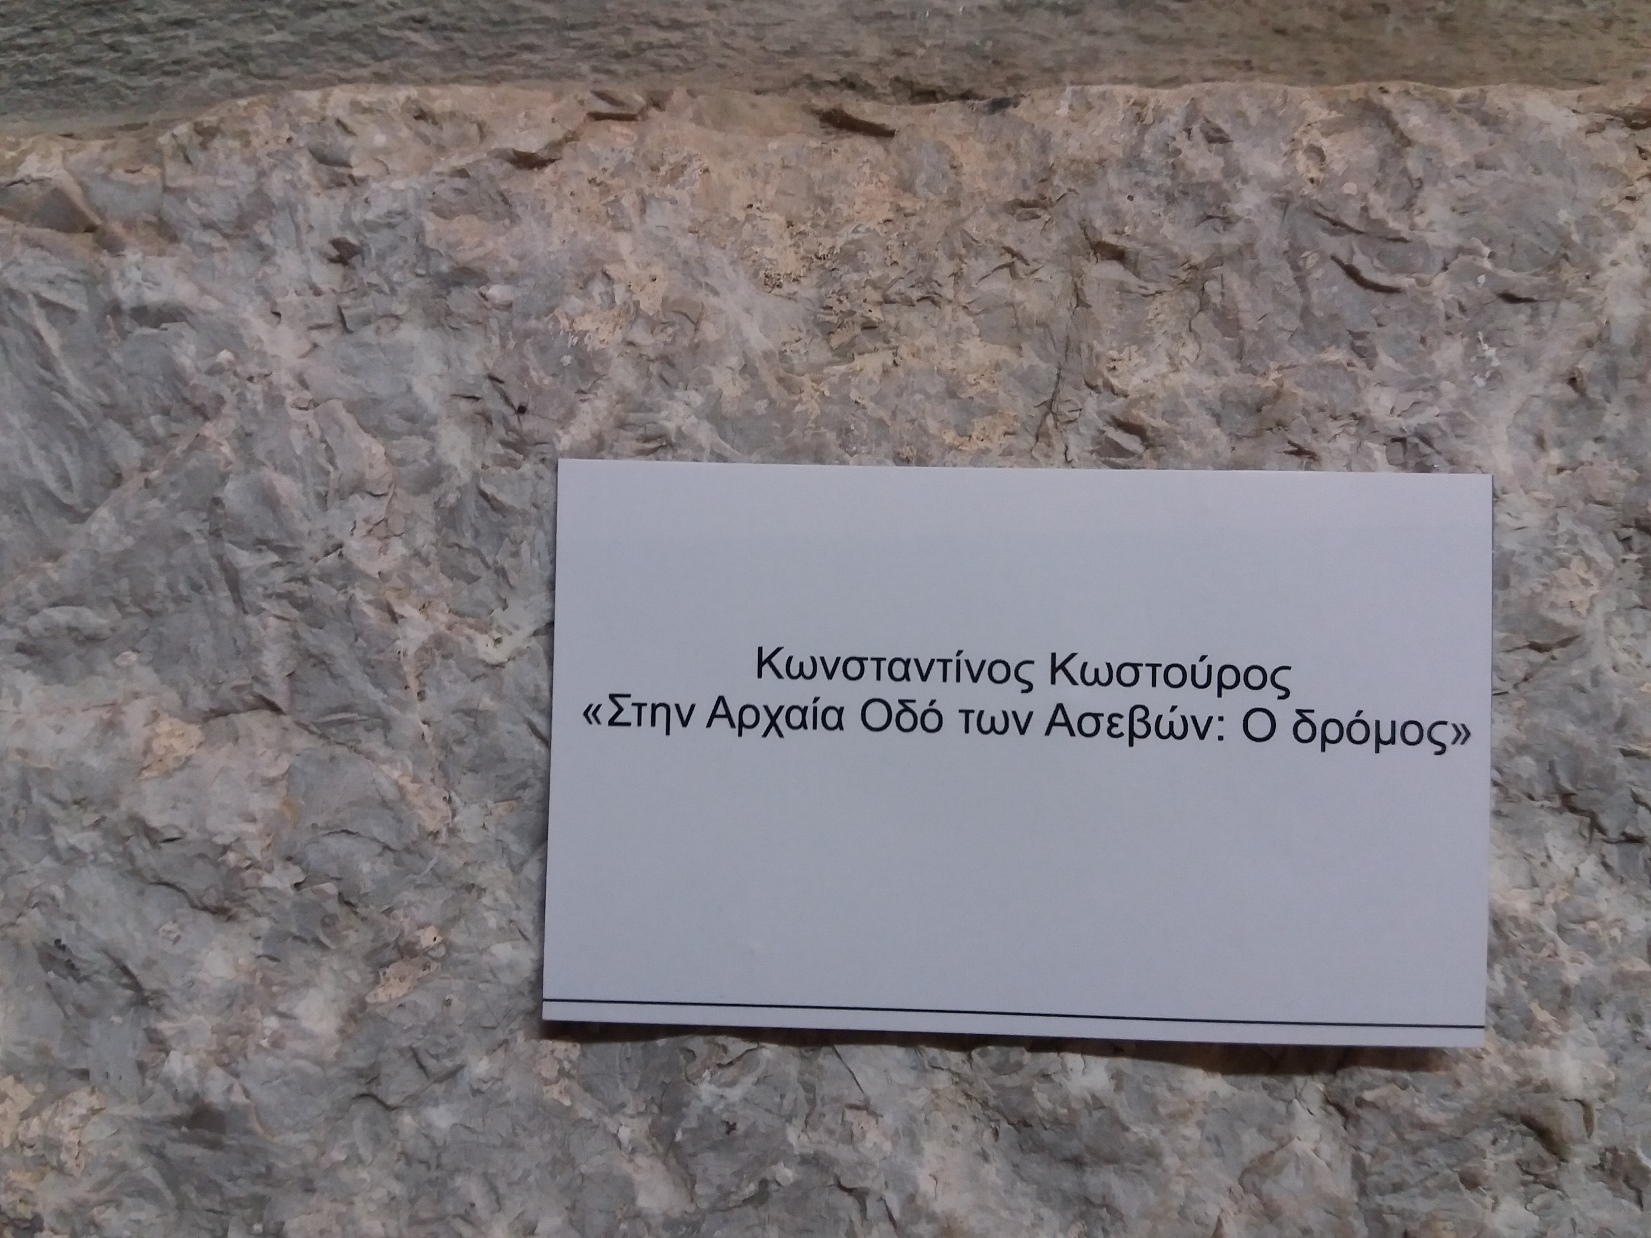 Κωνσταντίνος Κωστούρος
«Στην Αρχαία Οδό των Ασεβών: Ο δρόμος»